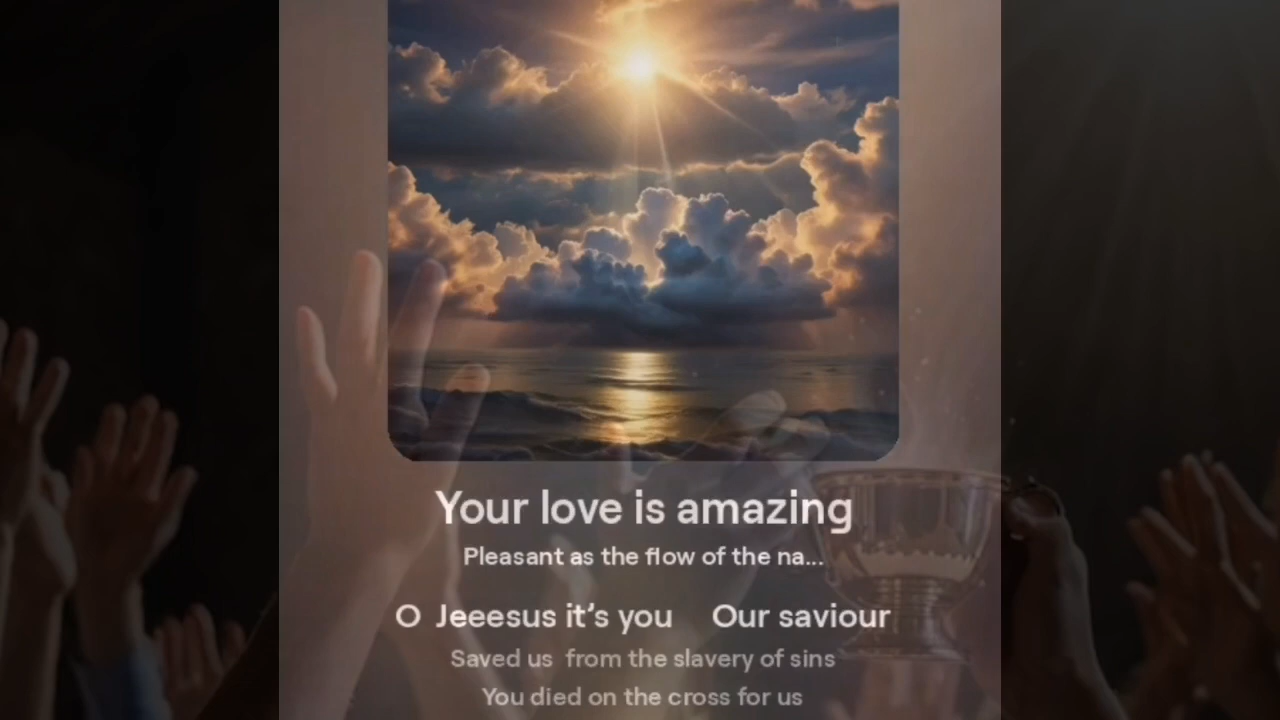 Your love is amazing
Pleasant as the flow of the na...
O Jeeesus it's you Our saviour
Saved us from the slavery of sins
You died on the cross for us